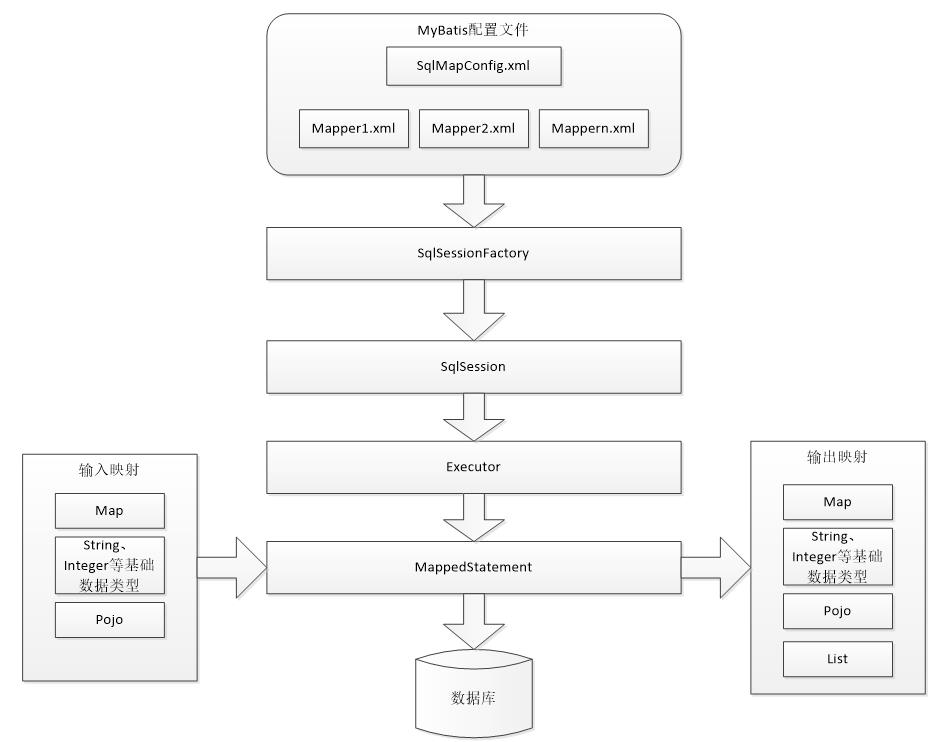 MyBatis配置文件
SqlMapConfig.xml
Mapper1.xml
Mapper2.xml
Mappern.xml
SqlSessionFactory
SqlSession
Executor
输入映射
Map
String、
Integer等基础
数据类型
Pojo
MappedStatement
输出映射
Map
String、
Integer等基础
数据类型
Pojo
List
数据库